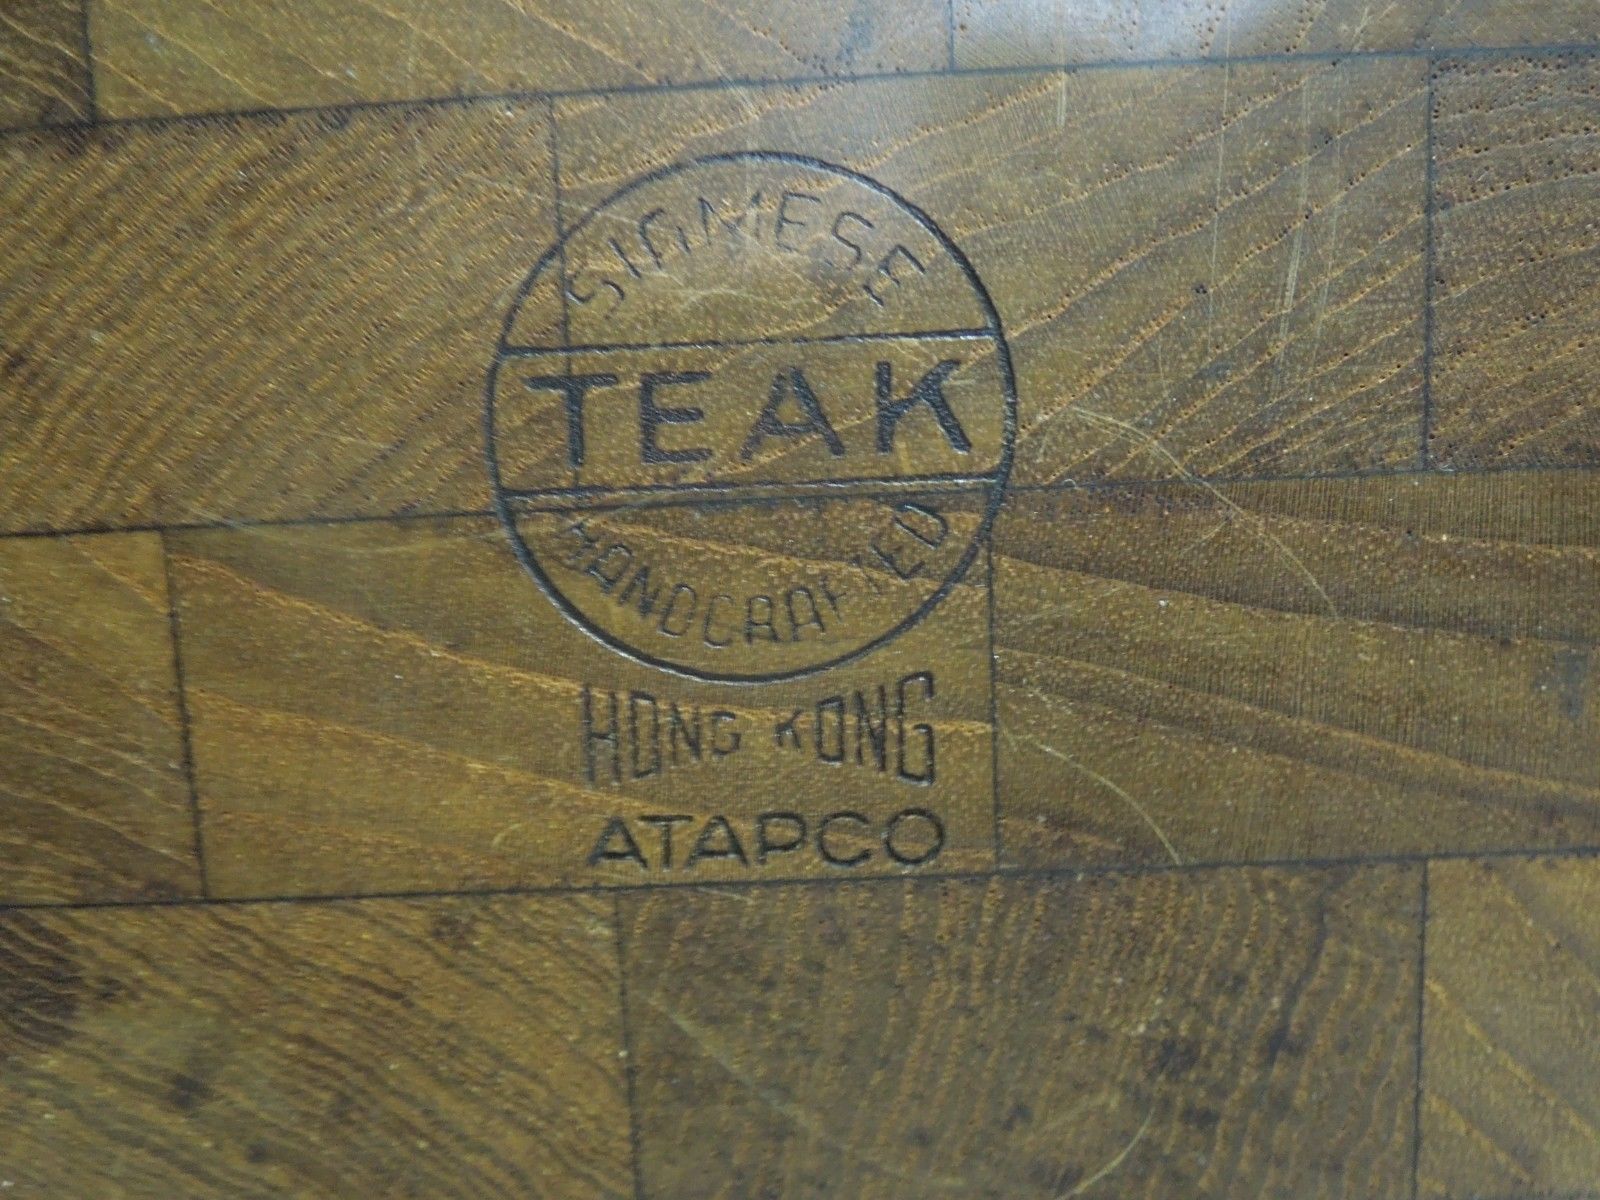 SIAMESE
TEAK
HANDCRAFTED
HONG KONG
ATAPCO